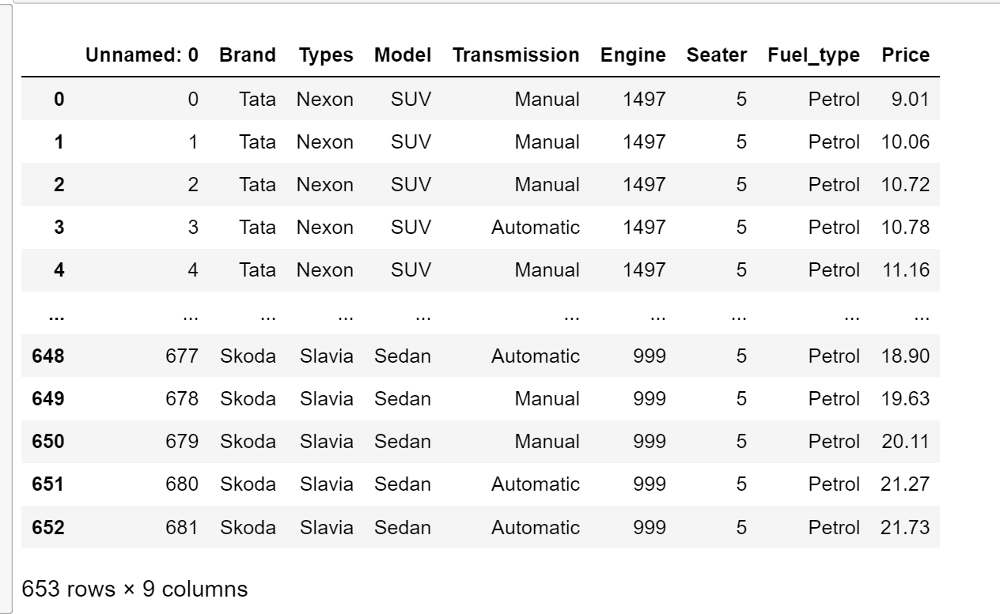 Unnamed: 0 Brand Types Model Transmission Engine Seater Fuel_type Price
0 0 Tata Nexon SUV Manual 1497 5 Petrol 9.01
1 1 Tata Nexon SUV Manual 1497 5 Petrol 10.06
2 2 Tata Nexon SUV Manual 1497 5 Petrol 10.72
3 3 Tata Nexon SUV Automatic 1497 5 Petrol 10.78
4 4 Tata Nexon SUV Manual 1497 5 Petrol 11.16
... ... ... ... ... ... ... ... ... ...
648 677 Skoda Slavia Sedan Automatic 999 5 Petrol 18.90
649 678 Skoda Slavia Sedan Manual 999 5 Petrol 19.63
650 679 Skoda Slavia Sedan Manual 999 5 Petrol 20.11
651 680 Skoda Slavia Sedan Automatic 999 5 Petrol 21.27
652 681 Skoda Slavia Sedan Automatic 999 5 Petrol 21.73
653 rows × 9 columns